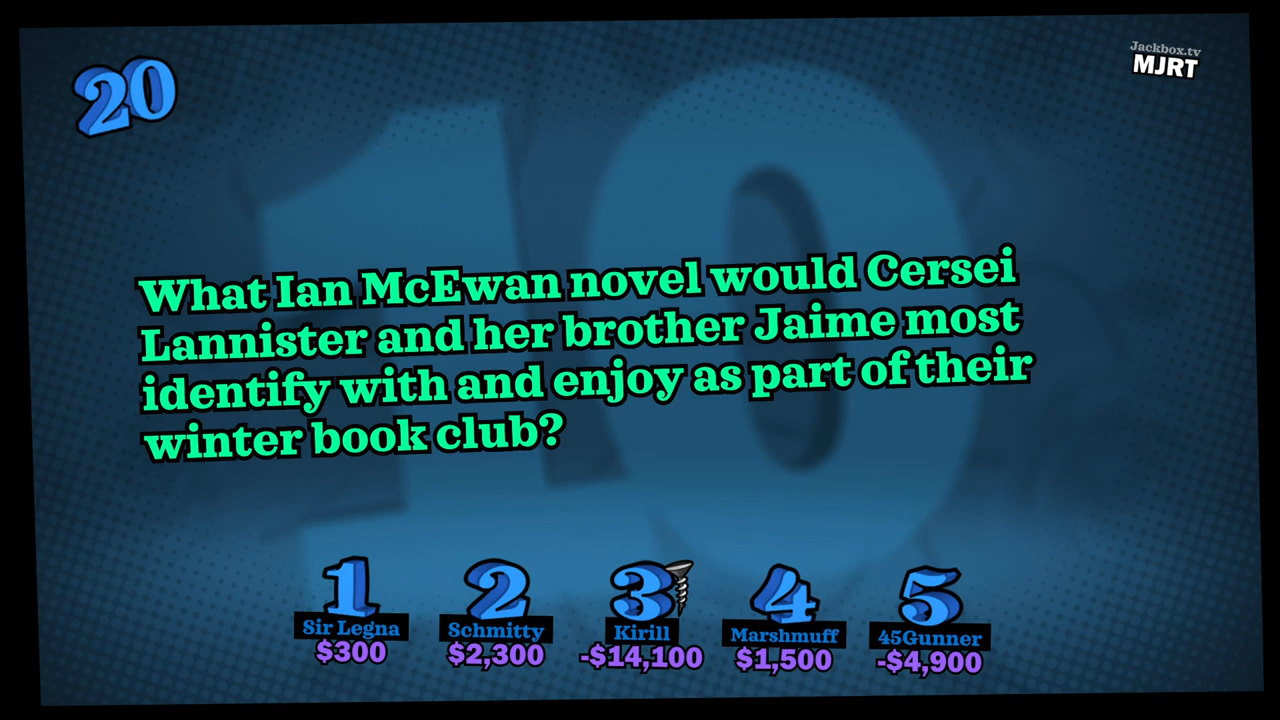 20
Jackbox.tv
MJRT
10
What Ian McEwan novel would Cersei
Lannister and her brother Jaime most
identify with and enjoy as part of their
winter book club?
1 2 3 4 5
Sir Legna Schmitty Kirill Marshmuff 45Gunner
$300 $2,300 -$14,100 $1,500 -$4,900